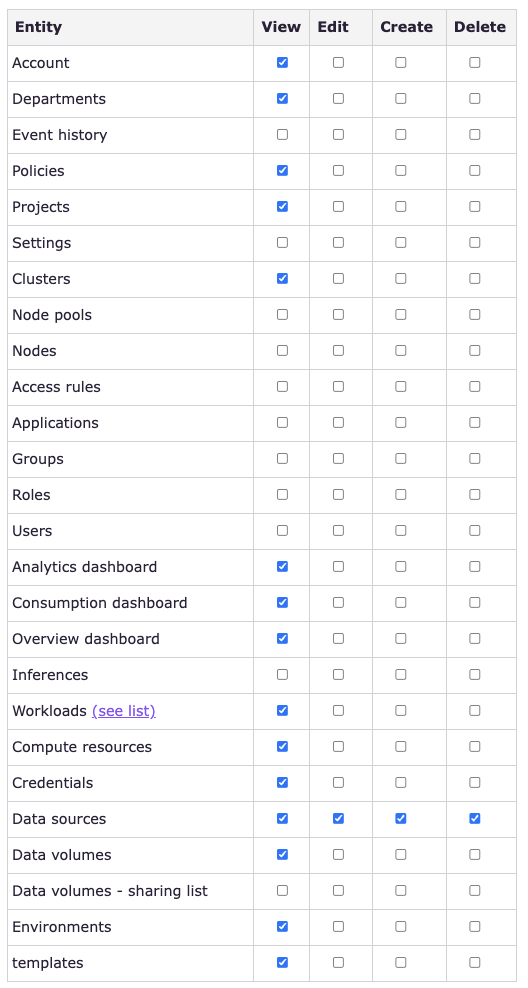 Entity View Edit Create Delete
Account
Departments
Event history
Policies
Projects
Settings
Clusters
Node pools
Nodes
Access rules
Applications
Groups
Roles
Users
Analytics dashboard
Consumption dashboard
Overview dashboard
Inferences
Workloads (see list)
Compute resources
Credentials
Data sources
Data volumes
Data volumes - sharing list
Environments
templates